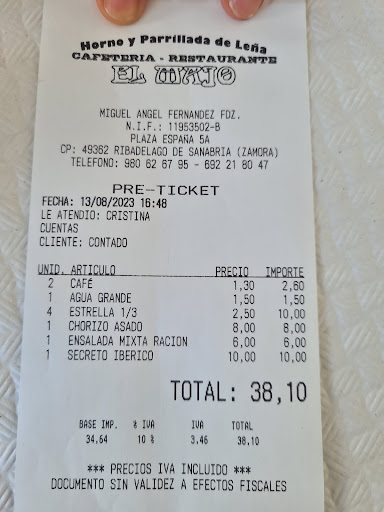 Horno y Parrillada de Leña
CAFETERIA - RESTAURANTE
EL MAJO
MIGUEL ANGEL FERNANDEZ FDZ.
N.I.F.: 11953502-B
PLAZA ESPAÑA 5A
CP: 49362 RIBADELAGO DE SANABRIA (ZAMORA)
TELEFONO: 980 62 67 95 - 692 21 80 47
PRE-TICKET
FECHA: 13/08/2023 16:48
LE ATENDIO: CRISTINA
CUENTAS
CLIENTE: CONTADO
UNID. ARTICULO PRECIO IMPORTE
2 CAFÉ 1,30 2,60
1 AGUA GRANDE 1,50 1,50
4 ESTRELLA 1/3 2,50 10,00
1 CHORIZO ASADO 8,00 8,00
1 ENSALADA MIXTA RACION 6,00 6,00
1 SECRETO IBERICO 10,00 10,00
TOTAL: 38,10
BASE IMP. % IVA IVA TOTAL
34,64 10 % 3,46 38,10
*** PRECIOS IVA INCLUIDO ***
DOCUMENTO SIN VALIDEZ A EFECTOS FISCALES